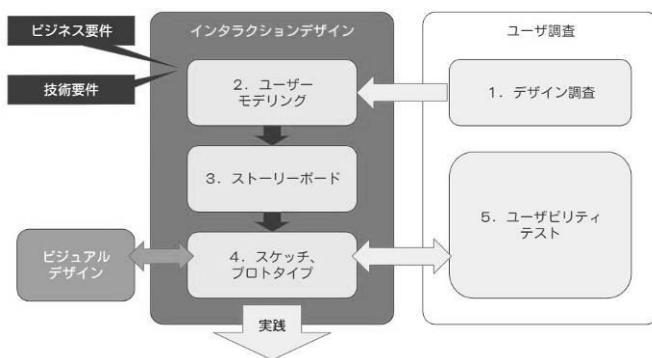 ビジネス要件
技術要件
インタラクションデザイン
2．ユーザー
モデリング
3．ストーリーボード
4．スケッチ、
プロトタイプ
ビジュアル
デザイン
実践
ユーザ調査
1．デザイン調査
5．ユーザビリティ
テスト